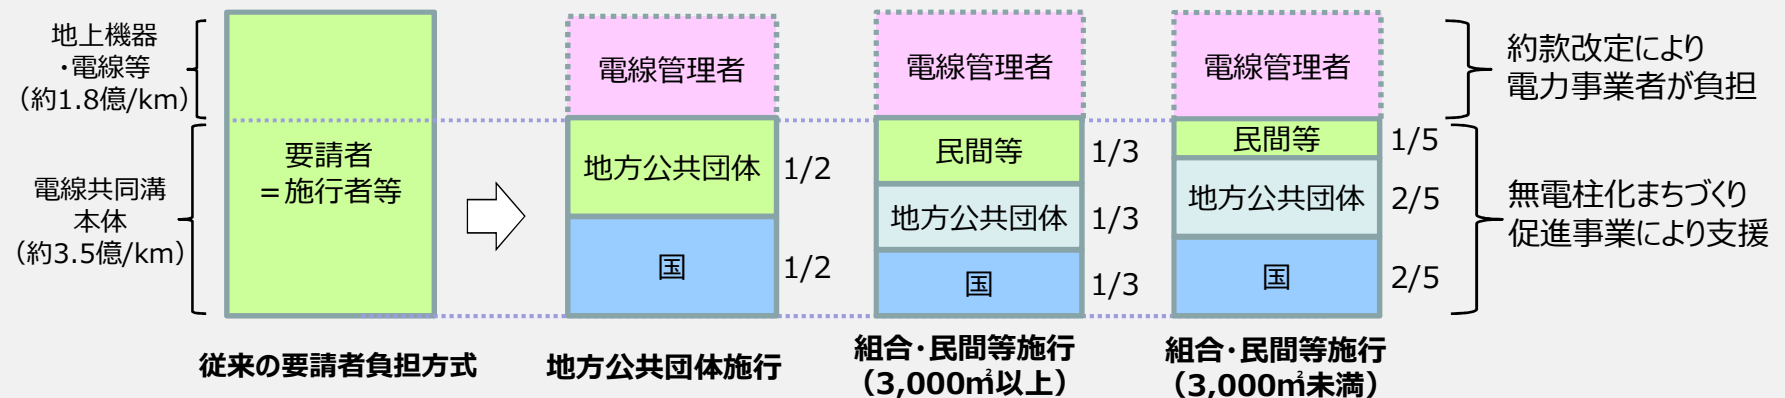 地上機器
・電線等
（約1.8億/km）
電線共同溝
本体
（約3.5億/km）
要請者
＝施行者等
従来の要請者負担方式
電線管理者
地方公共団体 1/2
国 1/2
地方公共団体施行
電線管理者
民間等 1/3
地方公共団体 1/3
国 1/3
組合・民間等施行
（3,000㎡以上）
電線管理者
民間等 1/5
地方公共団体 2/5
国 2/5
組合・民間等施行
（3,000㎡未満）
約款改定により
電力事業者が負担
無電柱化まちづくり
促進事業により支援